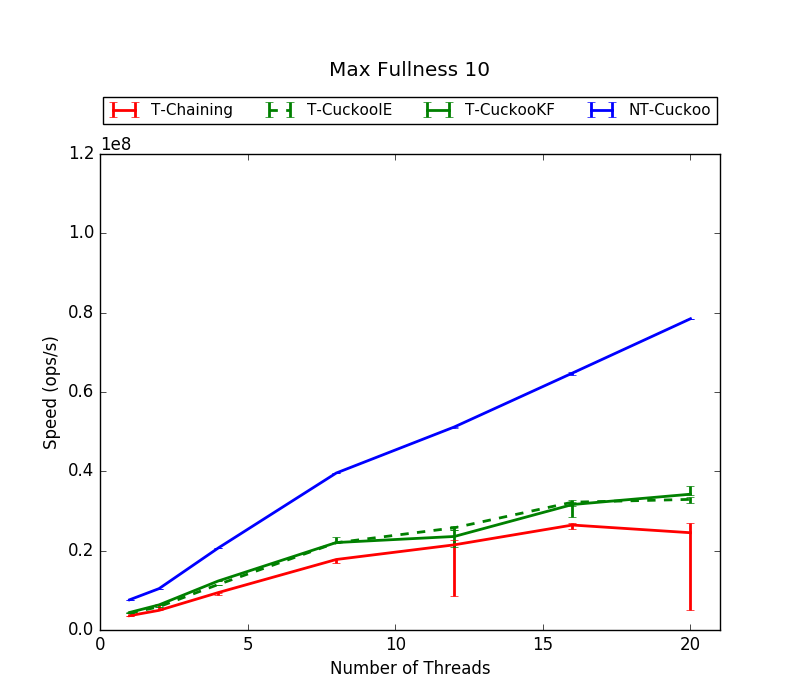 Max Fullness 10
T-Chaining T-CuckooIE T-CuckooKF NT-Cuckoo
1e8
1.2
1.0
0.8
0.6
0.4
0.2
0.0
Speed (ops/s)
0 5 10 15 20
Number of Threads